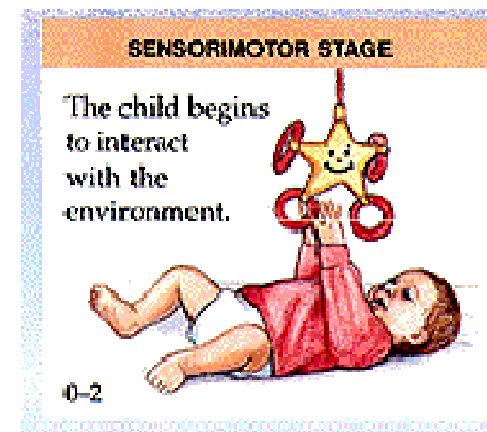 SENSORIMOTOR STAGE
The child begins
to interact
with the
environment.
0–2